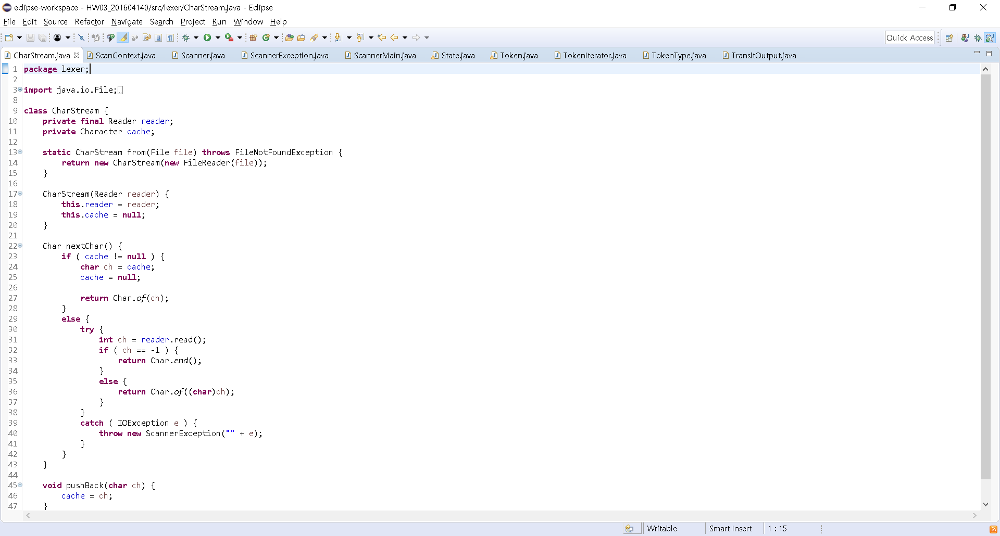 eclipse-workspace - HW03_201604140/src/lexer/CharStream.java - Eclipse
File Edit Source Refactor Navigate Search Project Run Window Help
Quick Access
CharStream.java ScanContext.java Scanner.java ScannerException.java ScannerMain.java State.java Token.java TokenIterator.java TokenType.java TransitOutput.java
1 package lexer;
2
3 import java.io.File;
8
9 class CharStream {
10 private final Reader reader;
11 private Character cache;
12
13 static CharStream from(File file) throws FileNotFoundException {
14 return new CharStream(new FileReader(file));
15 }
16
17 CharStream(Reader reader) {
18 this.reader = reader;
19 this.cache = null;
20 }
21
22 Char nextChar() {
23 if ( cache != null ) {
24 char ch = cache;
25 cache = null;
26
27 return Char.of(ch);
28 }
29 else {
30 try {
31 int ch = reader.read();
32 if ( ch == -1 ) {
33 return Char.end();
34 }
35 else {
36 return Char.of((char)ch);
37 }
38 }
39 catch ( IOException e ) {
40 throw new ScannerException("" + e);
41 }
42 }
43 }
44
45 void pushBack(char ch) {
46 cache = ch;
47 }
Writable Smart Insert 1 : 15